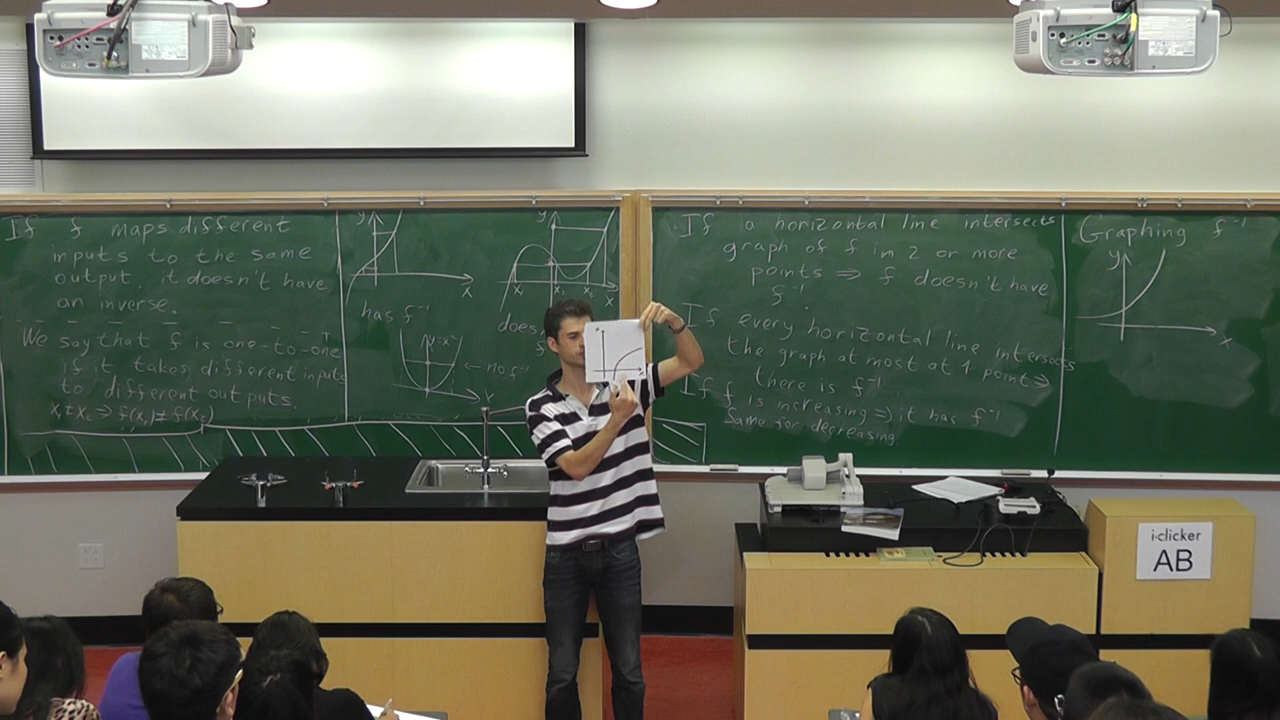 If f maps different
inputs to the same
output, it doesn't have
an inverse.
We say that f is one-to-one
if it takes different inputs
to different outputs.
x₁≠x₂ ⇒ f(x₁)≠f(x₂)
y
x
has f⁻¹
y
x x x x
does
y=x²
← no f⁻¹
x
If a horizontal line intersects
graph of f in 2 or more
points ⇒ f doesn't have
f⁻¹.
If every horizontal line intersects
the graph at most at 1 point ⇒
there is f⁻¹
If f is increasing ⇒ it has f⁻¹
Same for decreasing
Graphing f⁻¹
y
x
i-clicker
AB